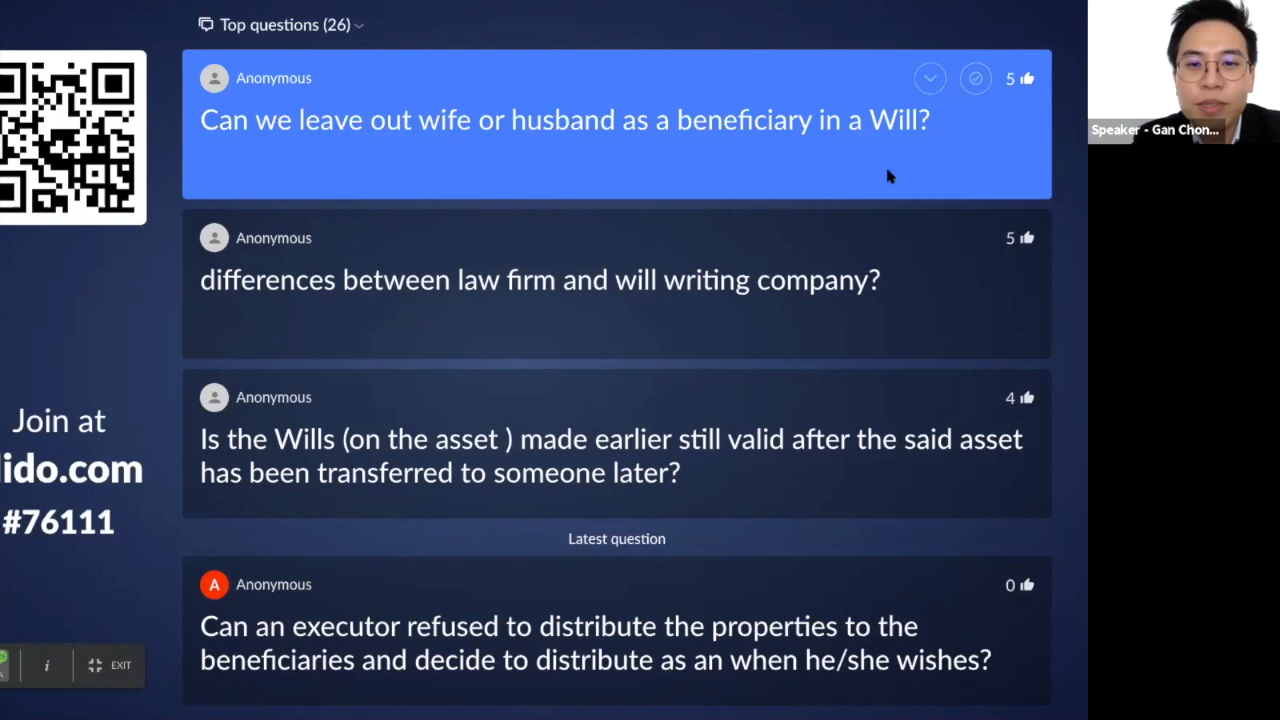 Top questions (26)
Anonymous
5
Can we leave out wife or husband as a beneficiary in a Will?
Anonymous
5
differences between law firm and will writing company?
Anonymous
4
Is the Wills (on the asset ) made earlier still valid after the said asset
has been transferred to someone later?
Latest question
A
Anonymous
0
Can an executor refused to distribute the properties to the
beneficiaries and decide to distribute as an when he/she wishes?
Join at
lido.com
#76111
i
EXIT
Speaker - Gan Chon...